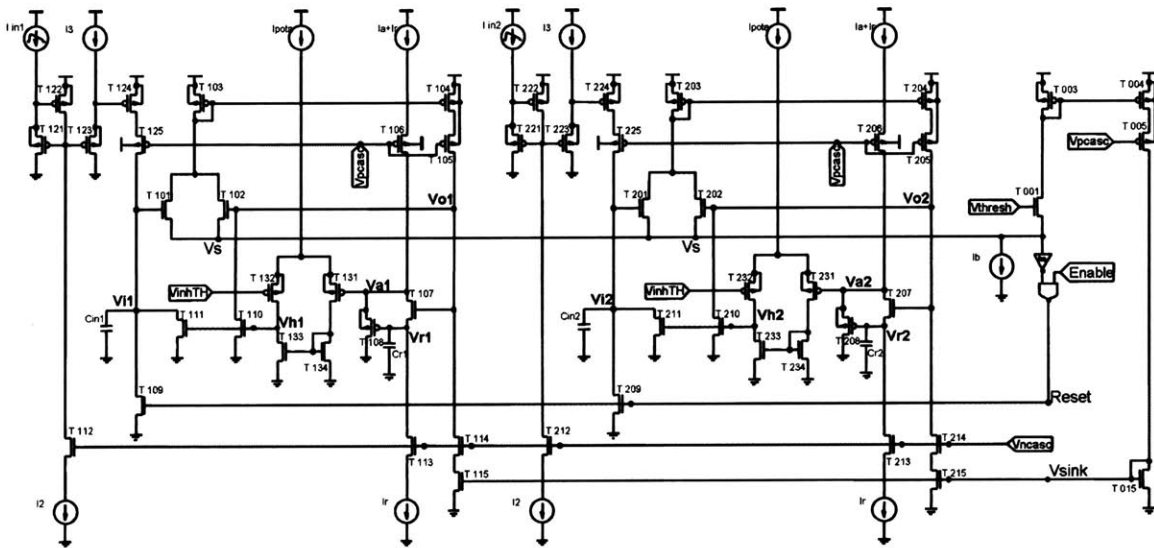 I in1
I3
Ipota
Ia+Ir
I in2
I3
Ipota
Ia+Ir
T 122
T 124
T 103
T 104
T 222
T 224
T 203
T 204
T 003
T 004
T 121
T 123
T 125
T 106
T 105
T 221
T 223
T 225
T 206
T 205
T 005
Vpcasc
Vpcasc
Vpcasc
T 101
T 102
Vo1
T 201
T 202
Vo2
T 001
Vthresh
Vs
Vs
Ib
Enable
T 132
T 131
Va1
T 232
T 231
Va2
VinhTH
VinhTH
T 107
T 207
Vi1
Cin1
T 111
T 110
Vh1
T 133
T 134
T 108
Cr1
Vr1
Vi2
Cin2
T 211
T 210
Vh2
T 233
T 234
T 208
Cr2
Vr2
T 109
T 209
Reset
T 112
T 113
T 114
T 212
T 213
T 214
Vncasc
T 115
T 215
Vsink
T 015
I2
Ir
I2
Ir